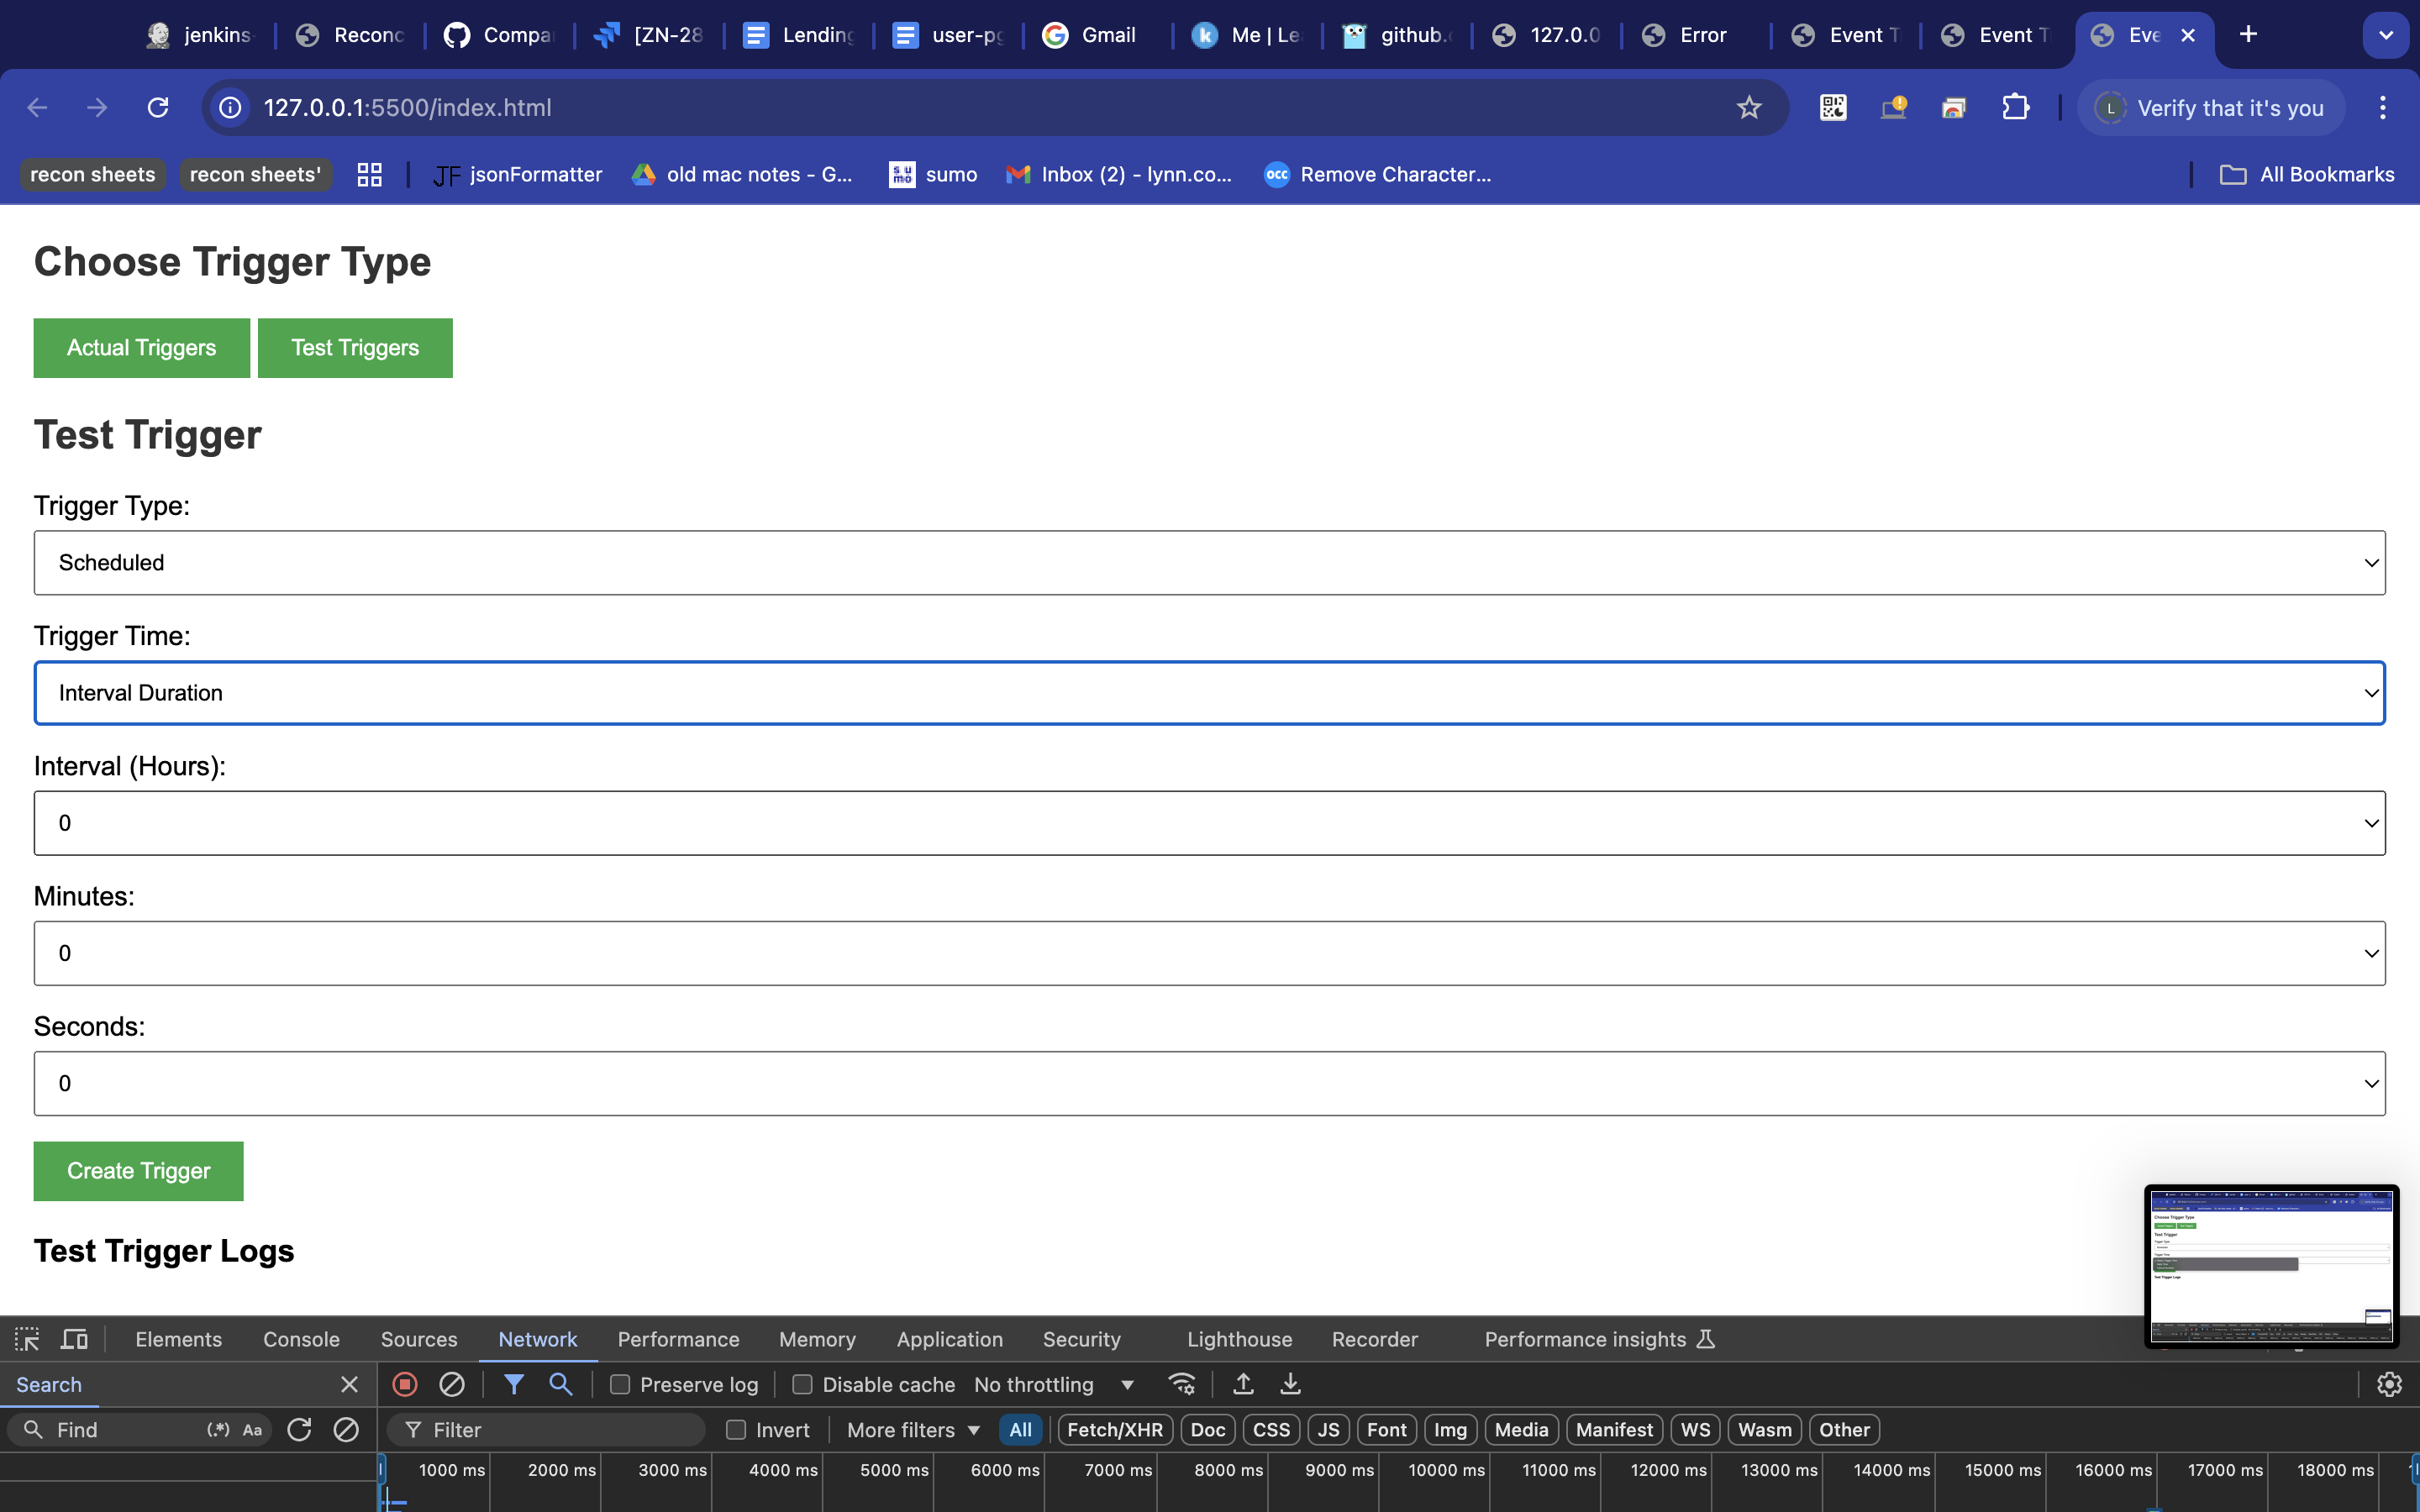 jenkins
Recond
Compa
[ZN-28
Lending
user-pg
Gmail
Me | Le
github.
127.0.0
Error
Event T
Event T
Eve
127.0.0.1:5500/index.html
L
Verify that it's you
recon sheets
recon sheets'
JF jsonFormatter
old mac notes - G...
SUMO sumo
Inbox (2) - lynn.co...
OCC Remove Character...
All Bookmarks
Choose Trigger Type
Actual Triggers
Test Triggers
Test Trigger
Trigger Type:
Scheduled
Trigger Time:
Interval Duration
Interval (Hours):
0
Minutes:
0
Seconds:
0
Create Trigger
Test Trigger Logs
Elements Console Sources Network Performance Memory Application Security Lighthouse Recorder Performance insights
Search
Preserve log Disable cache No throttling
Find (.*) Aa
Filter Invert More filters All Fetch/XHR Doc CSS JS Font Img Media Manifest WS Wasm Other
1000 ms 2000 ms 3000 ms 4000 ms 5000 ms 6000 ms 7000 ms 8000 ms 9000 ms 10000 ms 11000 ms 12000 ms 13000 ms 14000 ms 15000 ms 16000 ms 17000 ms 18000 ms